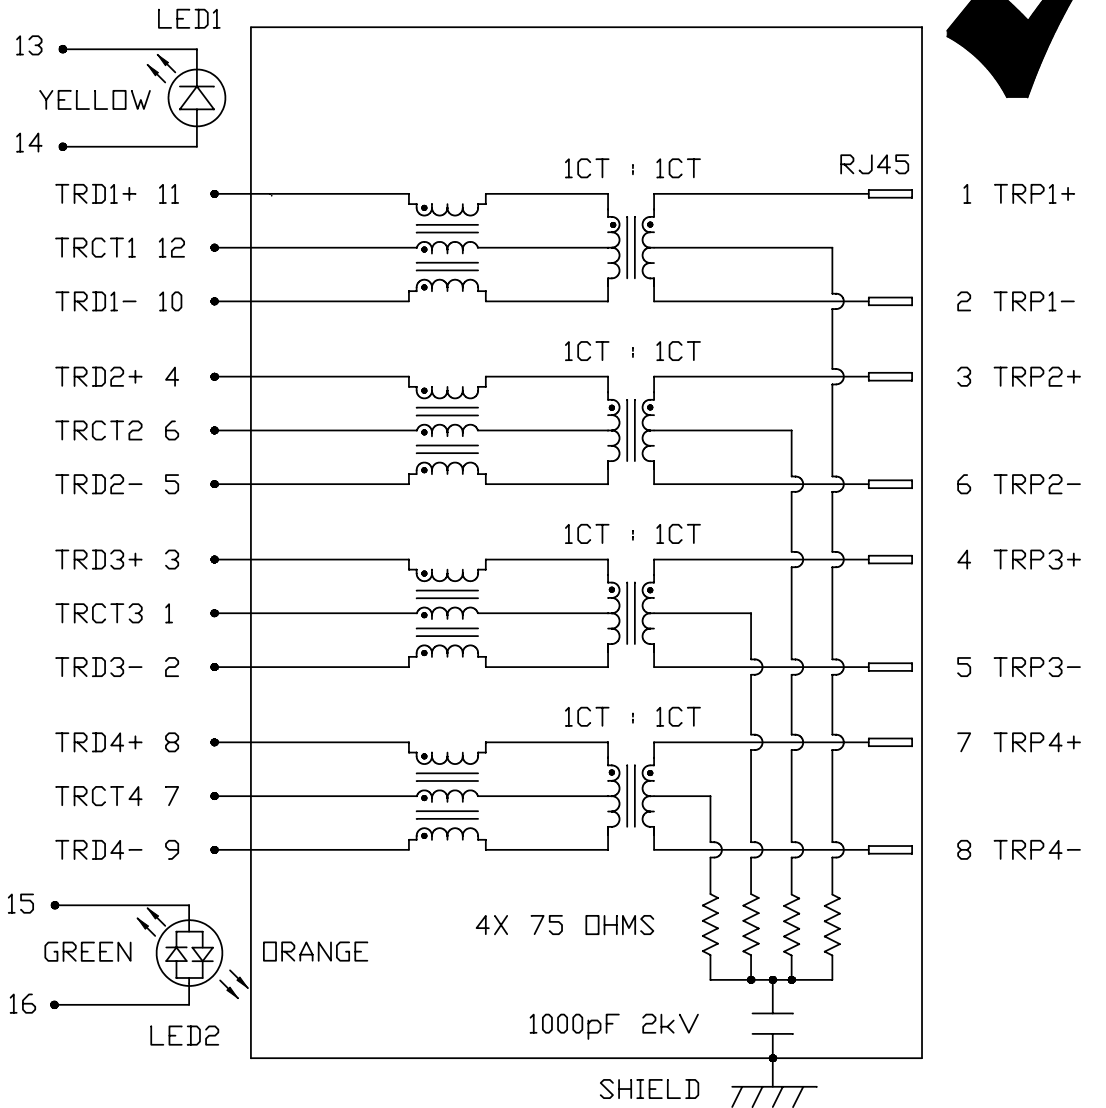 LED1
13
YELLOW
14
1CT : 1CT
RJ45
TRD1+ 11
1 TRP1+
TRCT1 12
TRD1- 10
2 TRP1-
1CT : 1CT
TRD2+ 4
3 TRP2+
TRCT2 6
TRD2- 5
6 TRP2-
1CT : 1CT
TRD3+ 3
4 TRP3+
TRCT3 1
TRD3- 2
5 TRP3-
1CT : 1CT
TRD4+ 8
7 TRP4+
TRCT4 7
TRD4- 9
8 TRP4-
15
4X 75 OHMS
GREEN
ORANGE
16
1000pF 2kV
LED2
SHIELD